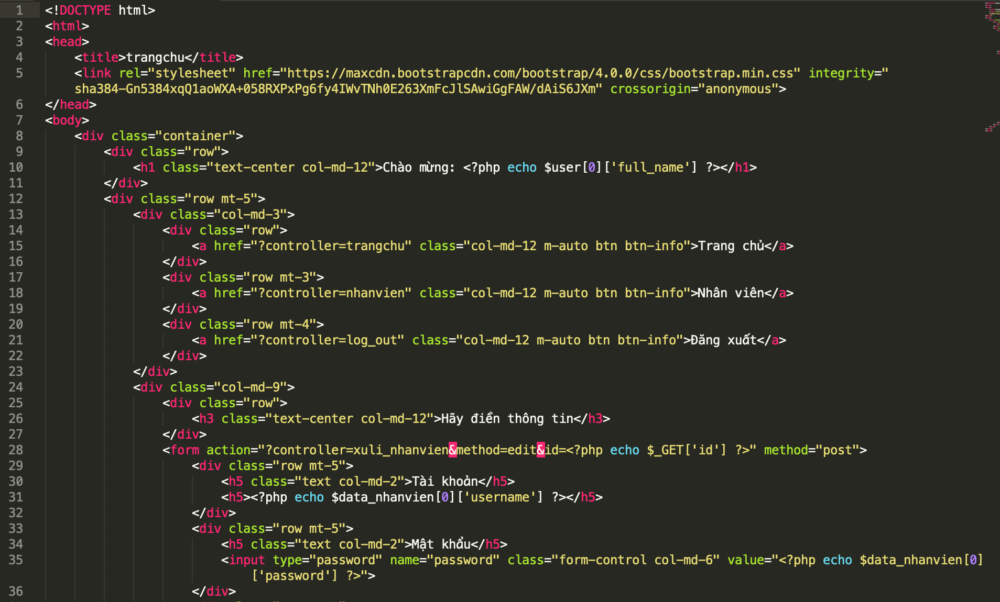 1 <!DOCTYPE html>
2 <html>
3 <head>
4 <title>trangchu</title>
5 <link rel="stylesheet" href="https://maxcdn.bootstrapcdn.com/bootstrap/4.0.0/css/bootstrap.min.css" integrity="
sha384-Gn5384xqQ1aoWXA+058RXPxPg6fy4IWvTNh0E263XmFcJlSAwiGgFAW/dAiS6JXm" crossorigin="anonymous">
6 </head>
7 <body>
8 <div class="container">
9 <div class="row">
10 <h1 class="text-center col-md-12">Chào mừng: <?php echo $user[0]['full_name'] ?></h1>
11 </div>
12 <div class="row mt-5">
13 <div class="col-md-3">
14 <div class="row">
15 <a href="?controller=trangchu" class="col-md-12 m-auto btn btn-info">Trang chủ</a>
16 </div>
17 <div class="row mt-3">
18 <a href="?controller=nhanvien" class="col-md-12 m-auto btn btn-info">Nhân viên</a>
19 </div>
20 <div class="row mt-4">
21 <a href="?controller=log_out" class="col-md-12 m-auto btn btn-info">Đăng xuất</a>
22 </div>
23 </div>
24 <div class="col-md-9">
25 <div class="row">
26 <h3 class="text-center col-md-12">Hãy điền thông tin</h3>
27 </div>
28 <form action="?controller=xuli_nhanvien&method=edit&id=<?php echo $_GET['id'] ?>" method="post">
29 <div class="row mt-5">
30 <h5 class="text col-md-2">Tài khoản</h5>
31 <h5><?php echo $data_nhanvien[0]['username'] ?></h5>
32 </div>
33 <div class="row mt-5">
34 <h5 class="text col-md-2">Mật khẩu</h5>
35 <input type="password" name="password" class="form-control col-md-6" value="<?php echo $data_nhanvien[0]
['password'] ?>">
36 </div>